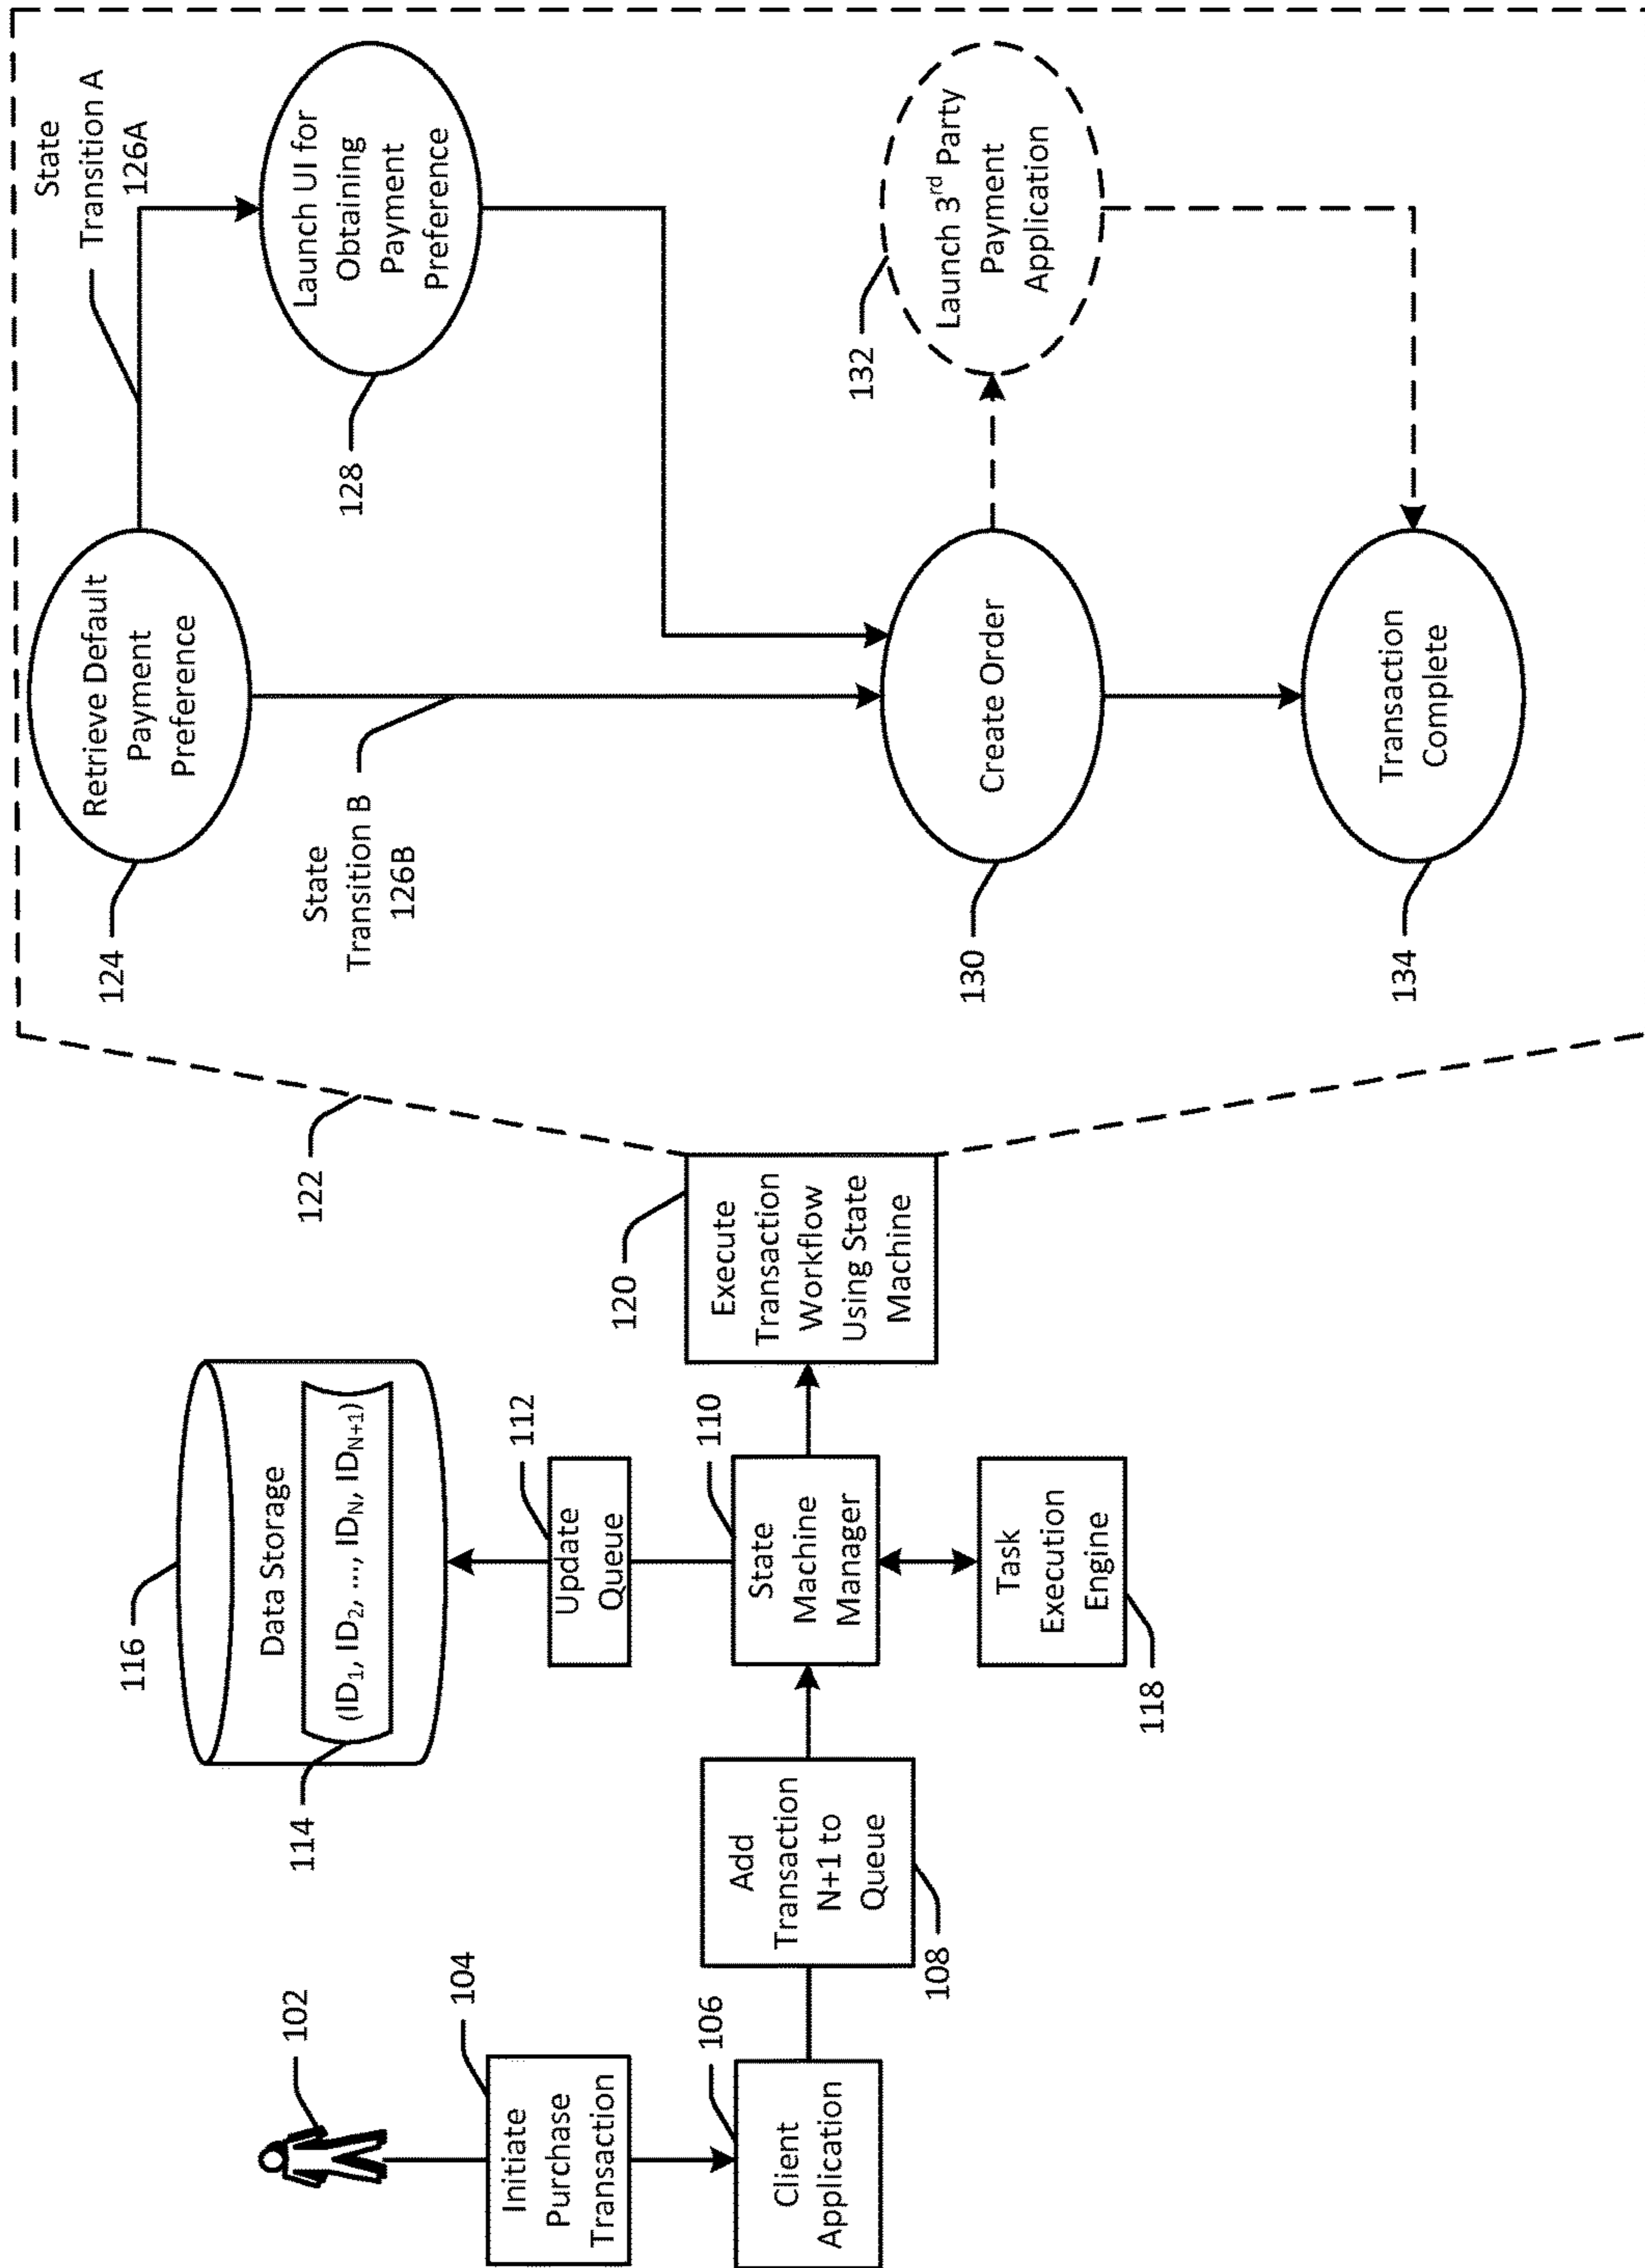 102
104
Initiate
Purchase
Transaction
106
Client
Application
Add
Transaction
N+1 to
Queue
108
116
Data Storage
(ID1, ID2, ..., IDN, IDN+1)
114
Update
Queue
112
State
Machine
Manager
110
Task
Execution
Engine
118
120
Execute
Transaction
Workflow
Using State
Machine
122
124
Retrieve Default
Payment
Preference
State
Transition A
126A
State
Transition B
126B
Launch UI for
Obtaining
Payment
Preference
128
Create Order
130
132
Launch 3rd Party
Payment
Application
Transaction
Complete
134